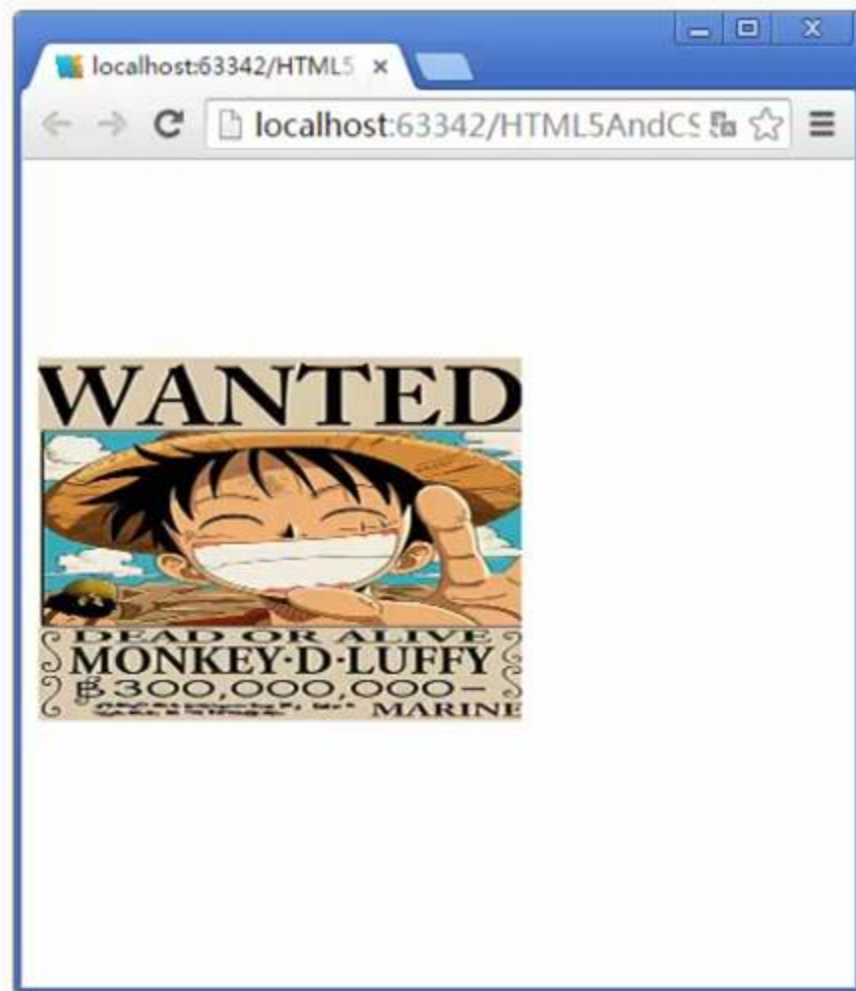 localhost:63342/HTML5
localhost:63342/HTML5AndCS
WANTED
DEAD OR ALIVE
MONKEY·D·LUFFY
฿300,000,000-
MARINE